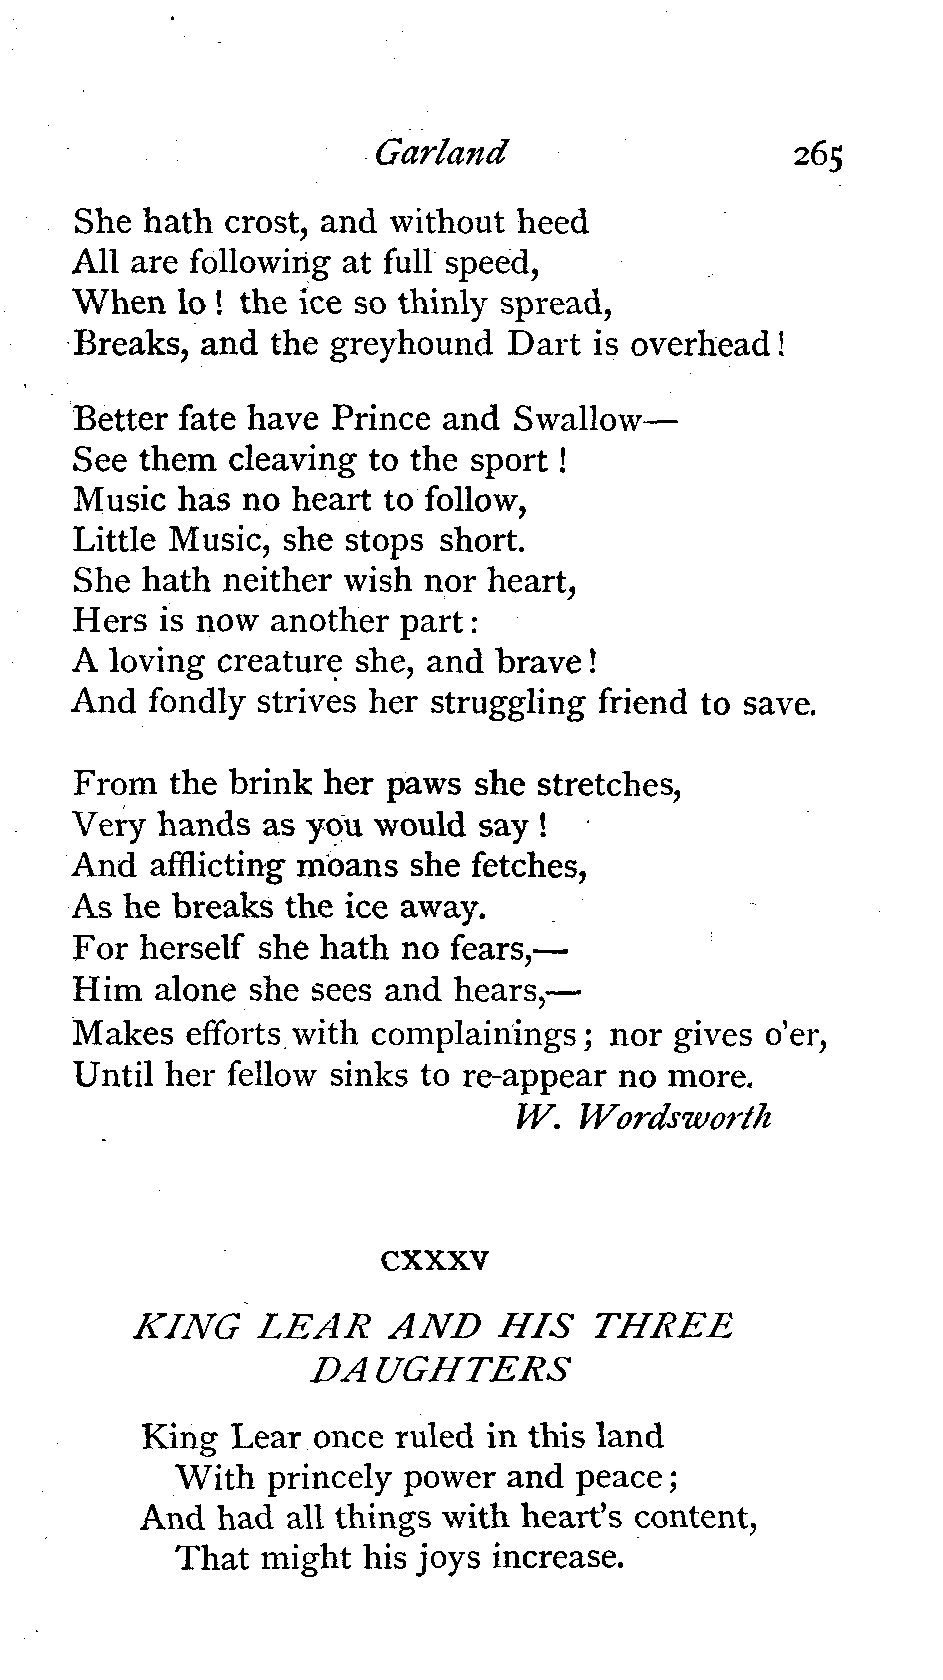 Garland 265
She hath crost, and without heed
All are following at full speed,
When lo! the ice so thinly spread,
Breaks, and the greyhound Dart is overhead!
Better fate have Prince and Swallow—
See them cleaving to the sport!
Music has no heart to follow,
Little Music, she stops short.
She hath neither wish nor heart,
Hers is now another part:
A loving creature she, and brave!
And fondly strives her struggling friend to save.
From the brink her paws she stretches,
Very hands as you would say!
And afflicting moans she fetches,
As he breaks the ice away.
For herself she hath no fears,—
Him alone she sees and hears,—
Makes efforts with complainings; nor gives o'er,
Until her fellow sinks to re-appear no more.
W. Wordsworth
CXXXV
KING LEAR AND HIS THREE
DAUGHTERS
King Lear once ruled in this land
With princely power and peace;
And had all things with heart's content,
That might his joys increase.